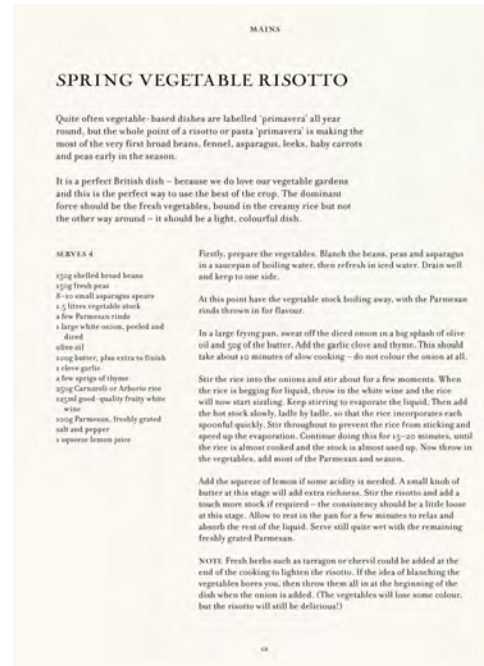 MAINS
SPRING VEGETABLE RISOTTO
Quite often vegetable-based dishes are labelled ‘primavera’ all year
round, but the whole point of a risotto or pasta ‘primavera’ is making the
most of the very first broad beans, fennel, asparagus, leeks, baby carrots
and peas early in the season.
It is a perfect British dish – because we do love our vegetable gardens
and this is the perfect way to use the best of the crop. The dominant
force should be the fresh vegetables, bound in the creamy rice but not
the other way around – it should be a light, colourful dish.
SERVES 4
250g shelled broad beans
250g fresh peas
8–10 small asparagus spears
1.5 litres vegetable stock
a few Parmesan rinds
1 large white onion, peeled and
diced
olive oil
100g butter, plus extra to finish
1 clove garlic
a few sprigs of thyme
250g Carnaroli or Arborio rice
125ml good-quality fruity white
wine
100g Parmesan, freshly grated
salt and pepper
1 squeeze lemon juice
Firstly, prepare the vegetables. Blanch the beans, peas and asparagus
in a saucepan of boiling water, then refresh in iced water. Drain well
and keep to one side.
At this point have the vegetable stock boiling away, with the Parmesan
rinds thrown in for flavour.
In a large frying pan, sweat off the diced onion in a big splash of olive
oil and 50g of the butter. Add the garlic clove and thyme. This should
take about 10 minutes of slow cooking – do not colour the onion at all.
Stir the rice into the onions and stir about for a few moments. When
the rice is begging for liquid, throw in the white wine and the rice
will now start sizzling. Keep stirring to evaporate the liquid. Then add
the hot stock slowly, ladle by ladle, so that the rice incorporates each
spoonful quickly. Stir throughout to prevent the rice from sticking and
speed up the evaporation. Continue doing this for 15–20 minutes, until
the rice is almost cooked and the stock is almost used up. Now throw in
the vegetables, add most of the Parmesan and season.
Add the squeeze of lemon if some acidity is needed. A small knob of
butter at this stage will add extra richness. Stir the risotto and add a
touch more stock if required – the consistency should be a little loose
at this stage. Allow to rest in the pan for a few minutes to relax and
absorb the rest of the liquid. Serve still quite wet with the remaining
freshly grated Parmesan.
NOTE Fresh herbs such as tarragon or chervil could be added at the
end of the cooking to lighten the risotto. If the idea of blanching the
vegetables bores you, then throw them all in at the beginning of the
dish when the onion is added. (The vegetables will lose some colour,
but the risotto will still be delicious!)